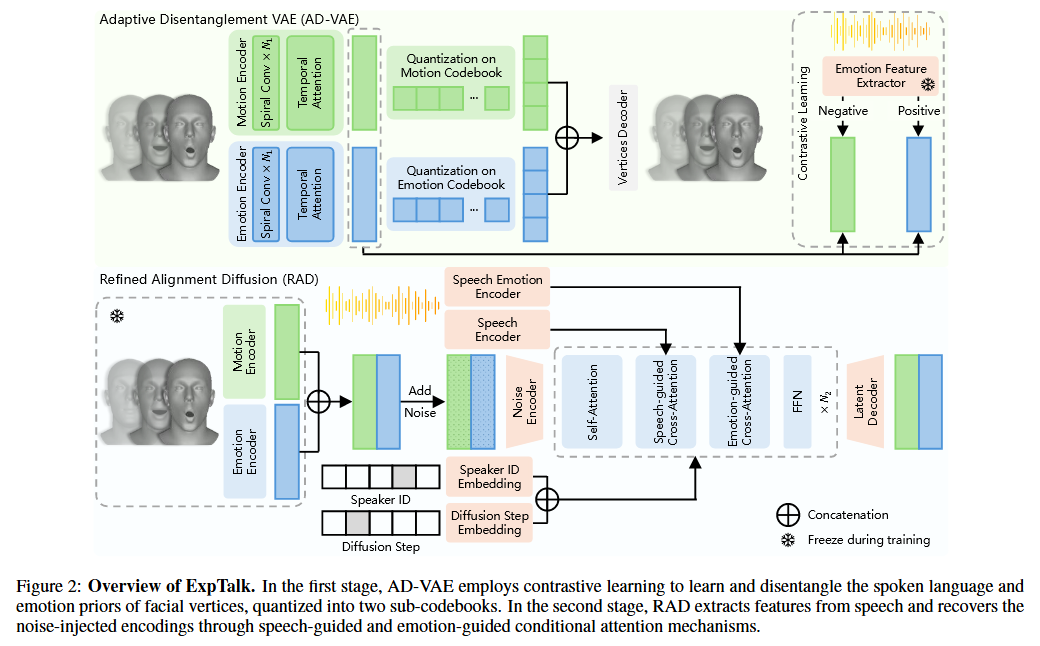 Adaptive Disentanglement VAE (AD-VAE)
Motion Encoder
Spiral Conv × N₁
Temporal
Attention
Quantization on
Motion Codebook
...
Emotion Encoder
Spiral Conv × N₁
Temporal
Attention
Quantization on
Emotion Codebook
...
Vertices Decoder
Contrastive Learning
Emotion Feature
Extractor
Negative
Positive
Refined Alignment Diffusion (RAD)
Motion
Encoder
Emotion
Encoder
Speech Emotion
Encoder
Speech
Encoder
Add
Noise
Noise
Encoder
Self-Attention
Speech-guided
Cross-Attention
Emotion-guided
Cross-Attention
FFN
× N₂
Latent
Decoder
Speaker ID
Speaker ID
Embedding
Diffusion Step
Diffusion Step
Embedding
Concatenation
Freeze during training
Figure 2: Overview of ExpTalk. In the first stage, AD-VAE employs contrastive learning to learn and disentangle the spoken language and
emotion priors of facial vertices, quantized into two sub-codebooks. In the second stage, RAD extracts features from speech and recovers the
noise-injected encodings through speech-guided and emotion-guided conditional attention mechanisms.